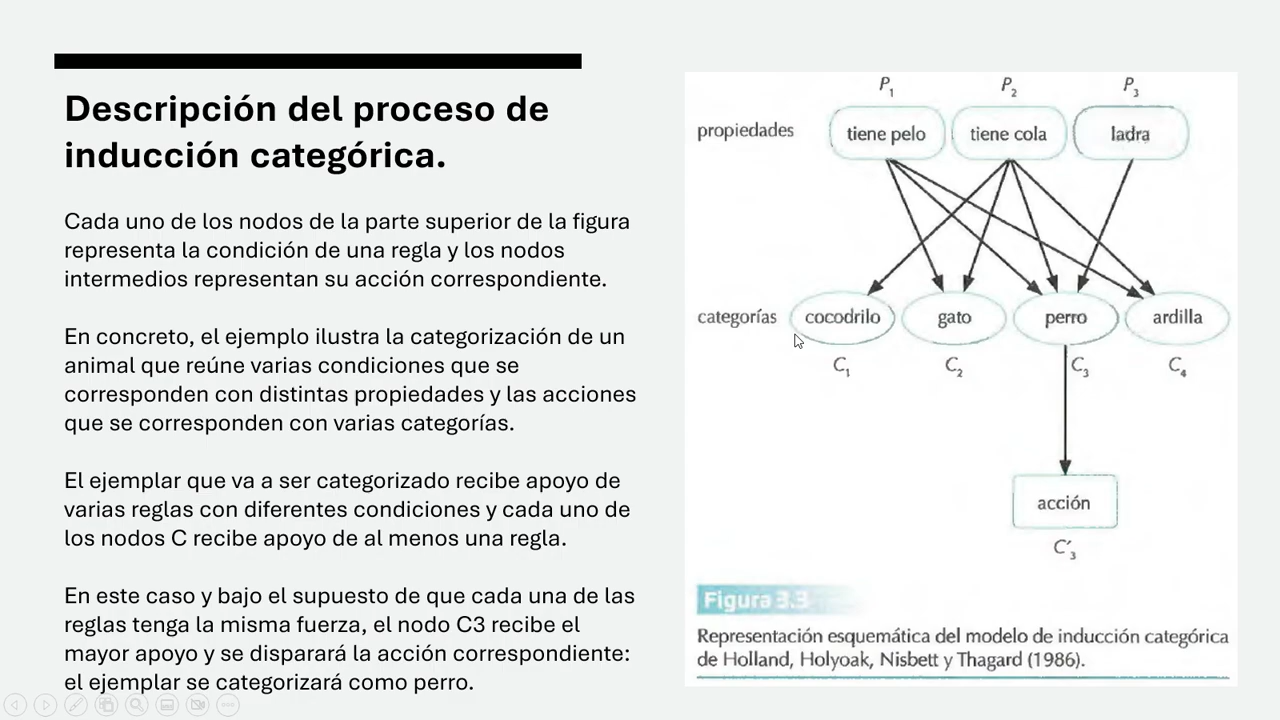 Descripción del proceso de
inducción categórica.
Cada uno de los nodos de la parte superior de la figura
representa la condición de una regla y los nodos
intermedios representan su acción correspondiente.
En concreto, el ejemplo ilustra la categorización de un
animal que reúne varias condiciones que se
corresponden con distintas propiedades y las acciones
que se corresponden con varias categorías.
El ejemplar que va a ser categorizado recibe apoyo de
varias reglas con diferentes condiciones y cada uno de
los nodos C recibe apoyo de al menos una regla.
En este caso y bajo el supuesto de que cada una de las
reglas tenga la misma fuerza, el nodo C3 recibe el
mayor apoyo y se disparará la acción correspondiente:
el ejemplar se categorizará como perro.
P₁ P₂ P₃
propiedades tiene pelo tiene cola ladra
categorías cocodrilo gato perro ardilla
C₁ C₂ C₃ C₄
acción
C′₃
Figura 3.3
Representación esquemática del modelo de inducción categórica
de Holland, Holyoak, Nisbett y Thagard (1986).